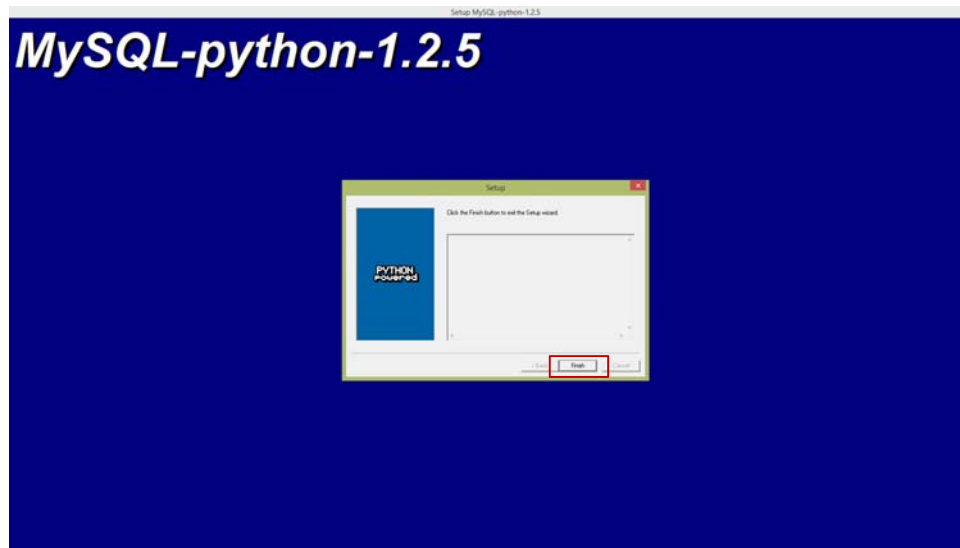 Setup MySQL-python-1.2.5
MySQL-python-1.2.5
Setup
Click the Finish button to exit the Setup wizard.
PYTHON
powered
< Back
Finish
Cancel